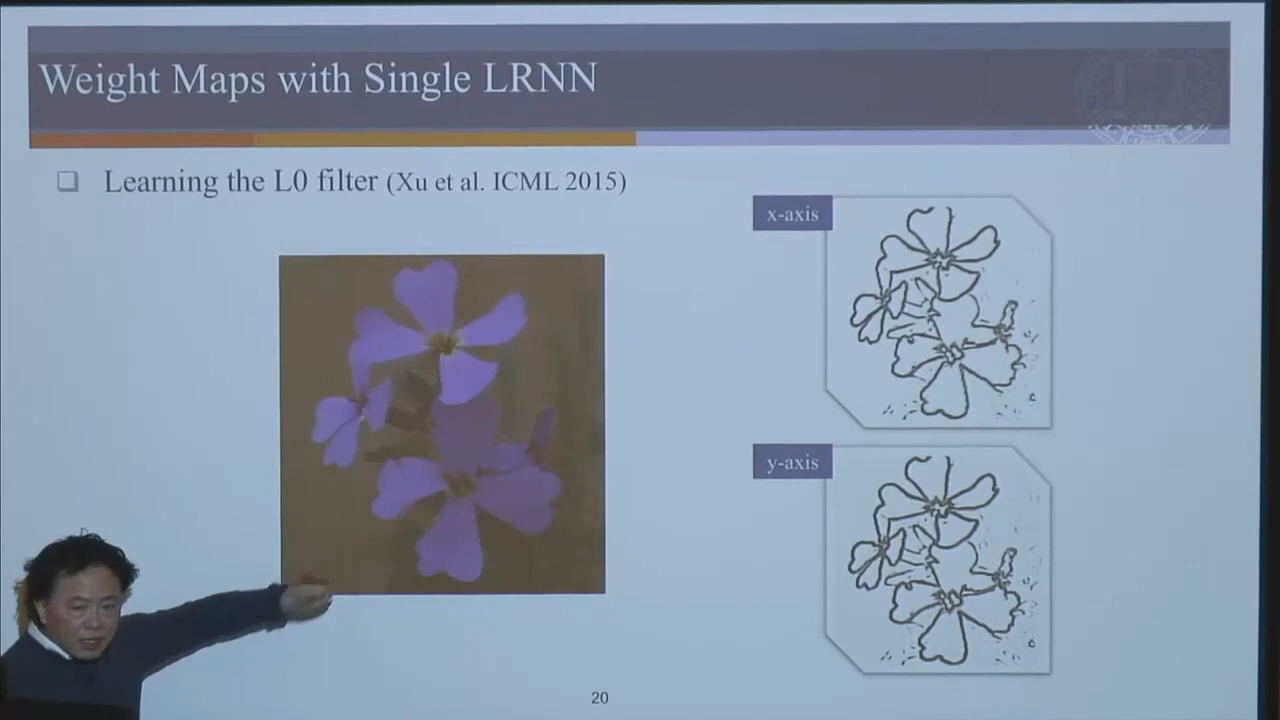 Weight Maps with Single LRNN
❑ Learning the L0 filter (Xu et al. ICML 2015)
x-axis
y-axis
20